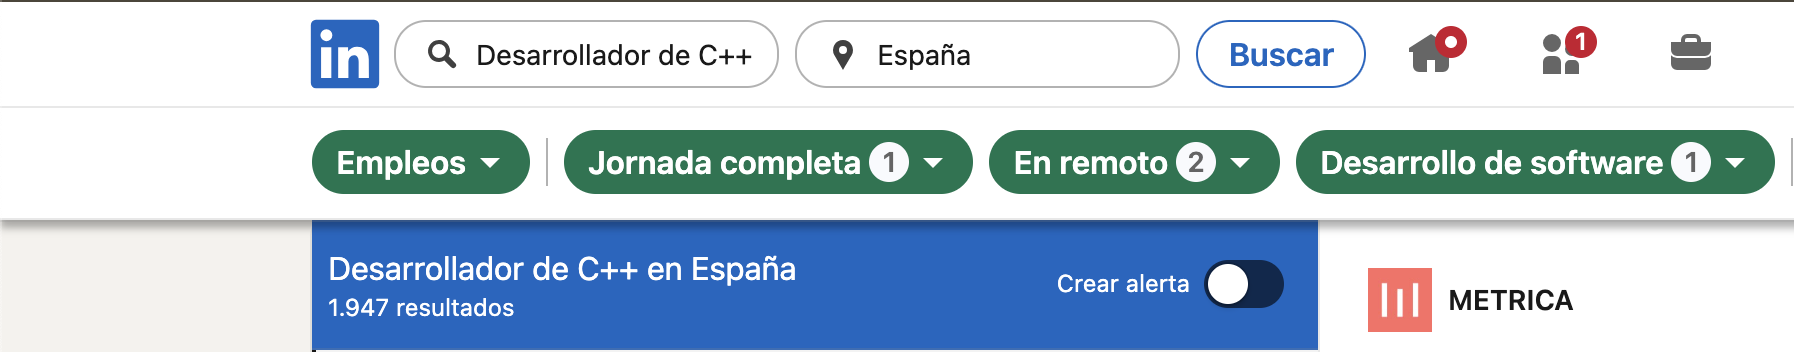 in
Desarrollador de C++
España
Buscar
1
Empleos
Jornada completa 1
En remoto 2
Desarrollo de software 1
Desarrollador de C++ en España
1.947 resultados
Crear alerta
METRICA